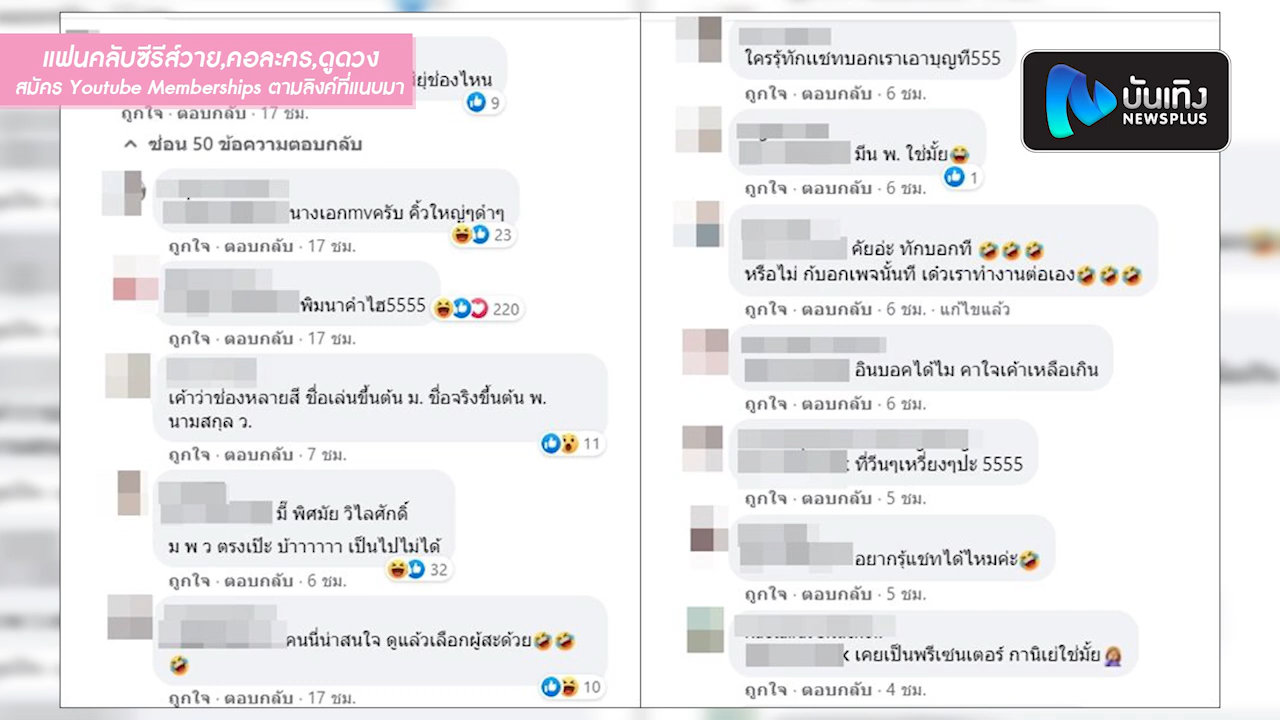 แฟนคลับซีรีส์วาย,คอละคร,ดูดวง
สมัคร Youtube Memberships ตามลิงค์ที่แนบมา
บันเทิง
NEWSPLUS
ยุ่ช่องไหน
9
ถูกใจ · ตอบกลับ · 17 ชม.
ซ่อน 50 ข้อความตอบกลับ
นางเอกmvครับ คิ้วใหญ่ๆดำๆ
23
ถูกใจ · ตอบกลับ · 17 ชม.
พิมนาคำไฮ5555
220
ถูกใจ · ตอบกลับ · 17 ชม.
เค้าว่าช่องหลายสี ชื่อเล่นขึ้นต้น ม. ชื่อจริงขึ้นต้น พ.
นามสกุล ว.
11
ถูกใจ · ตอบกลับ · 7 ชม.
มี๊ พิศมัย วิไลศักดิ์
ม พ ว ตรงเป๊ะ บ้าาาาาา เป็นไปไม่ได้
32
ถูกใจ · ตอบกลับ · 6 ชม.
คนนี่น่าสนใจ ดูแล้วเลือกผู้สะด้วย🤣🤣
🤣
10
ถูกใจ · ตอบกลับ · 17 ชม.
ใครรุ้ทักแชทบอกเราเอาบุญที555
ถูกใจ · ตอบกลับ · 6 ชม.
มีน พ. ใช่มั้ย😂
1
ถูกใจ · ตอบกลับ · 6 ชม.
คัยอ่ะ ทักบอกที 🤣🤣🤣
หรือไม่ กับอกเพจนั้นที เด๋วเราทำงานต่อเอง🤣🤣🤣
ถูกใจ · ตอบกลับ · 6 ชม. · แก้ไขแล้ว
อินบอคได้ไม คาใจเค้าเหลือเกิน
ถูกใจ · ตอบกลับ · 6 ชม.
ที่วีนๆเหวี่ยงๆป่ะ 5555
ถูกใจ · ตอบกลับ · 5 ชม.
อยากรุ้แชทได้ไหมค่ะ🤣
ถูกใจ · ตอบกลับ · 5 ชม.
เคยเป็นพรีเซนเตอร์ การ์นิเย่ใช่มั้ย🤦🏼‍♀️
ถูกใจ · ตอบกลับ · 4 ชม.